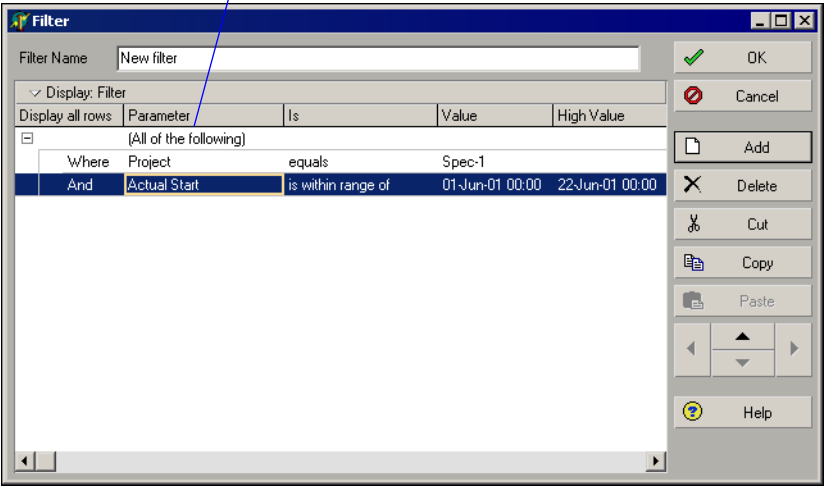 Filter
Filter Name New filter
OK
Display: Filter
Cancel
Display all rows Parameter Is Value High Value
(All of the following)
Add
Where Project equals Spec-1
And Actual Start is within range of 01-Jun-01 00:00 22-Jun-01 00:00
Delete
Cut
Copy
Paste
Help